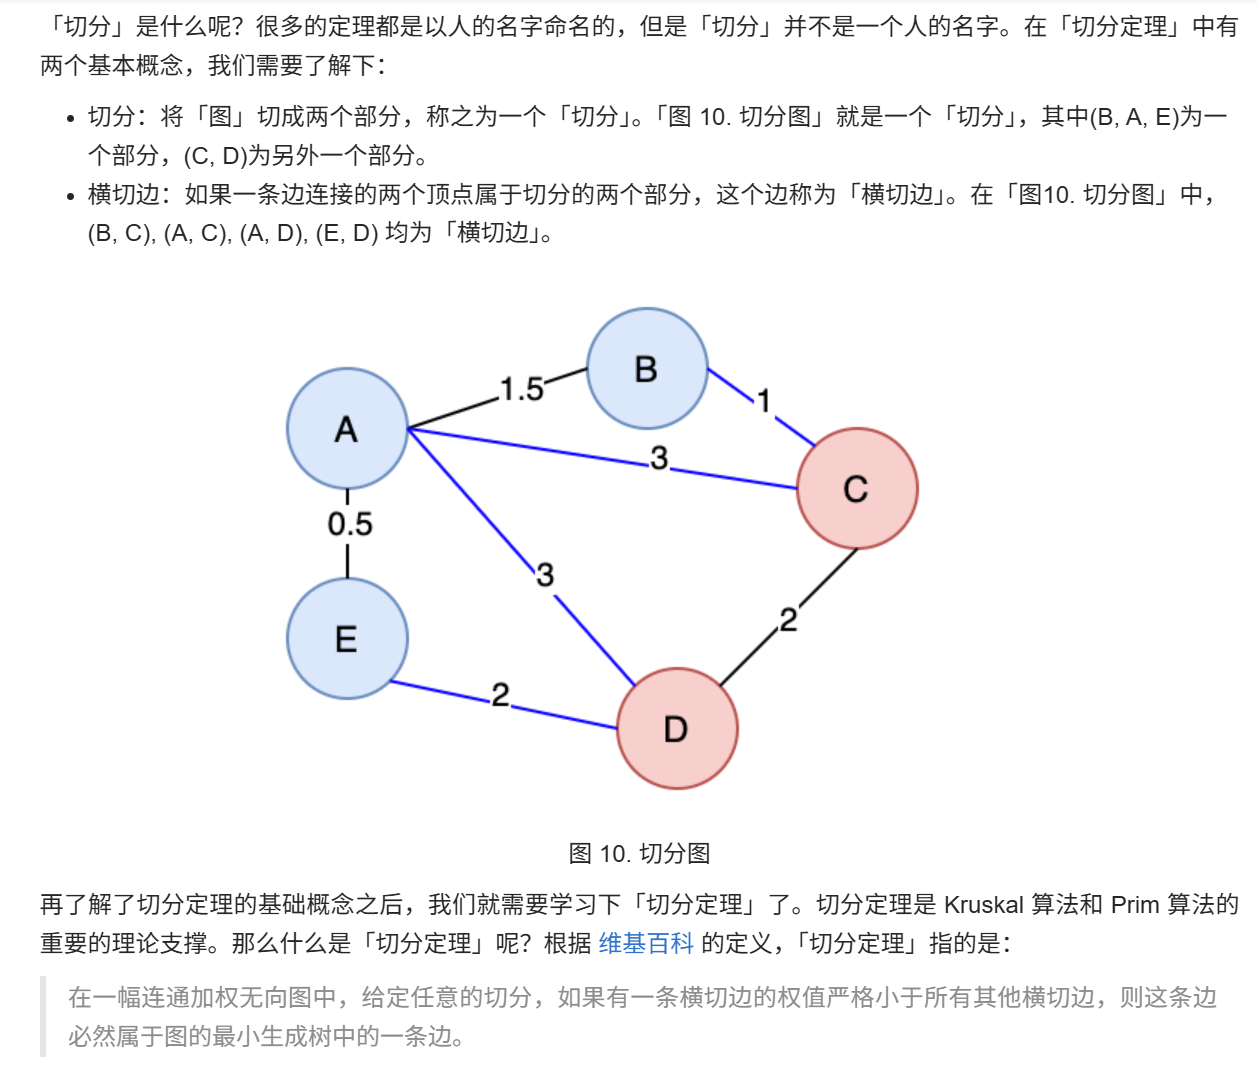 「切分」是什么呢？很多的定理都是以人的名字命名的，但是「切分」并不是一个人的名字。在「切分定理」中有
两个基本概念，我们需要了解下：
• 切分：将「图」切成两个部分，称之为一个「切分」。「图 10. 切分图」就是一个「切分」，其中(B, A, E)为一
个部分，(C, D)为另外一个部分。
• 横切边：如果一条边连接的两个顶点属于切分的两个部分，这个边称为「横切边」。在「图10. 切分图」中，
(B, C), (A, C), (A, D), (E, D) 均为「横切边」。
B
1.5
1
A
3
C
0.5
3
2
E
2
D
图 10. 切分图
再了解了切分定理的基础概念之后，我们就需要学习下「切分定理」了。切分定理是 Kruskal 算法和 Prim 算法的
重要的理论支撑。那么什么是「切分定理」呢？根据 维基百科 的定义，「切分定理」指的是：
在一幅连通加权无向图中，给定任意的切分，如果有一条横切边的权值严格小于所有其他横切边，则这条边
必然属于图的最小生成树中的一条边。